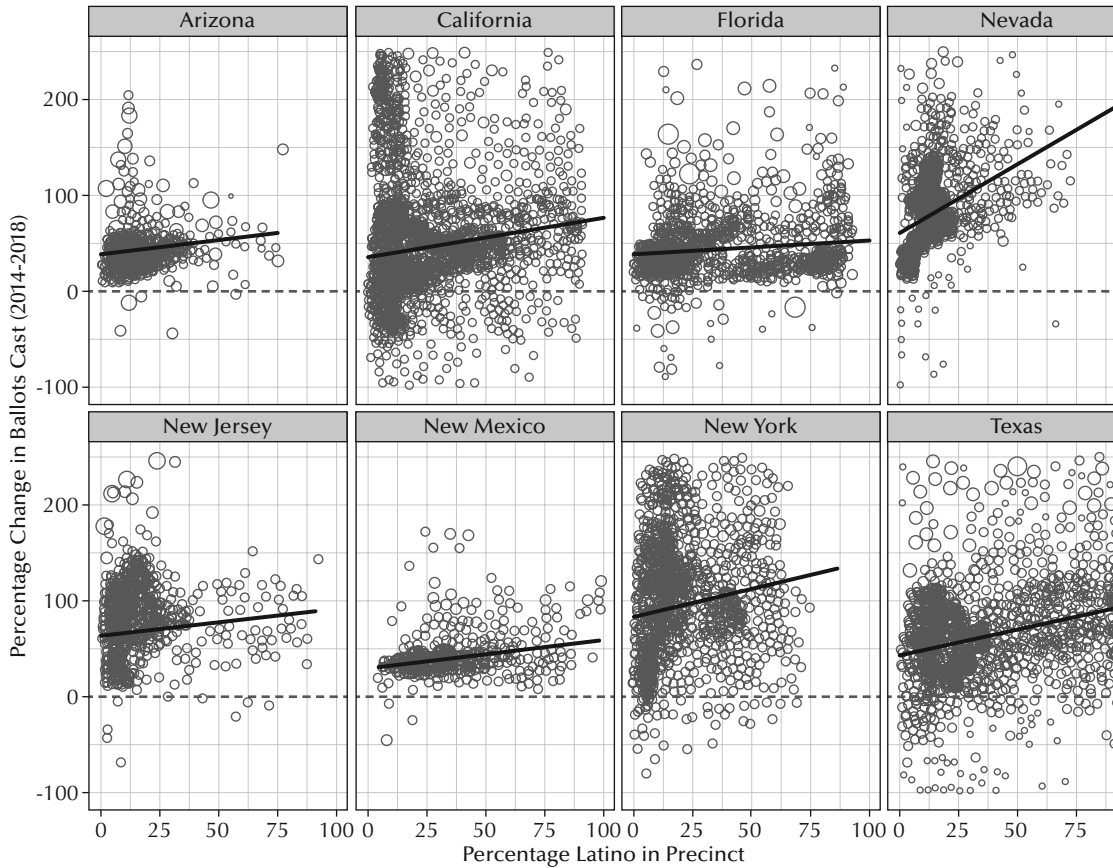 Arizona California Florida Nevada
200
100
0
-100
New Jersey New Mexico New York Texas
200
100
0
-100
0 25 50 75 100 0 25 50 75 100 0 25 50 75 100 0 25 50 75
Percentage Latino in Precinct
Percentage Change in Ballots Cast (2014-2018)